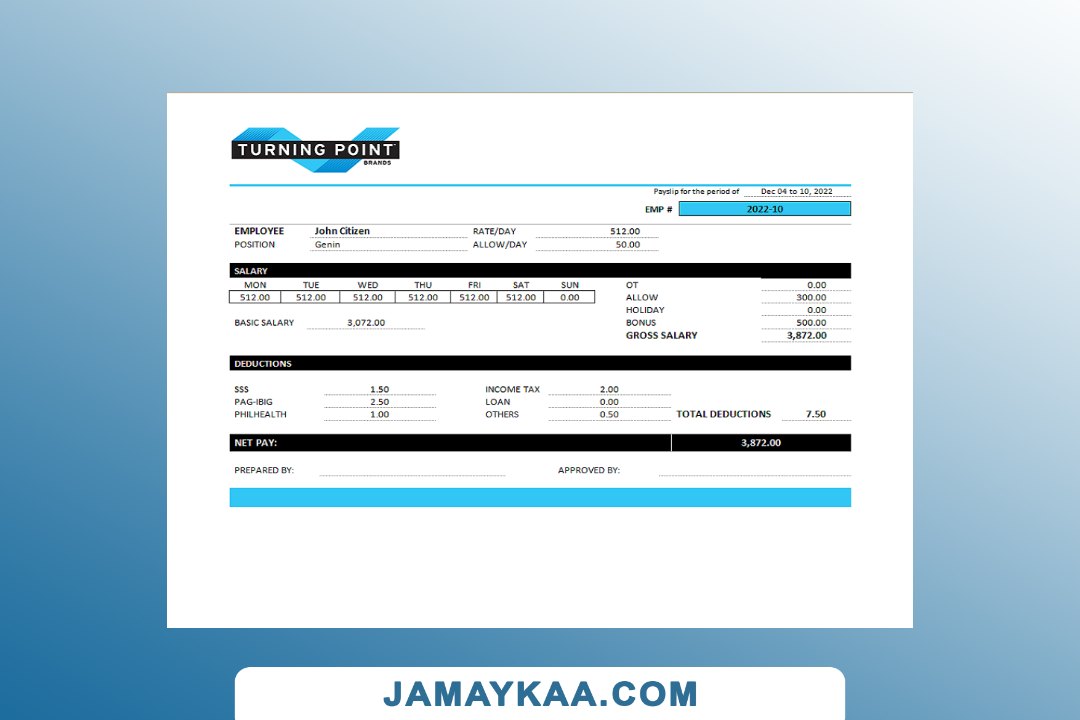 TURNING POINT
BRANDS
Payslip for the period of Dec 04 to 10, 2022
EMP # 2022-10
EMPLOYEE John Citizen RATE/DAY 512.00
POSITION Genin ALLOW/DAY 50.00
SALARY
MON TUE WED THU FRI SAT SUN OT 0.00
512.00 512.00 512.00 512.00 512.00 512.00 0.00 ALLOW 300.00
HOLIDAY 0.00
BASIC SALARY 3,072.00 BONUS 500.00
GROSS SALARY 3,872.00
DEDUCTIONS
SSS 1.50 INCOME TAX 2.00
PAG-IBIG 2.50 LOAN 0.00
PHILHEALTH 1.00 OTHERS 0.50 TOTAL DEDUCTIONS 7.50
NET PAY: 3,872.00
PREPARED BY: APPROVED BY:
JAMAYKAA.COM